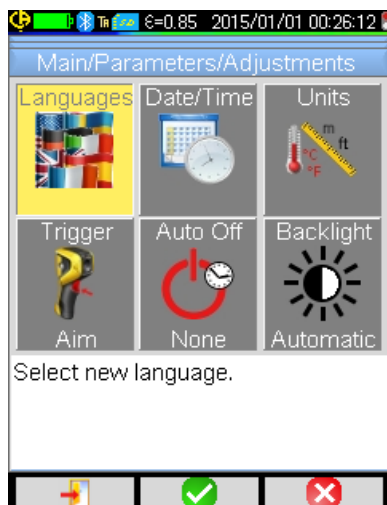 ε=0.85 2015/01/01 00:26:12
Main/Parameters/Adjustments
Languages Date/Time Units
m
ft
°C
°F
Trigger Auto Off Backlight
Aim None Automatic
Select new language.